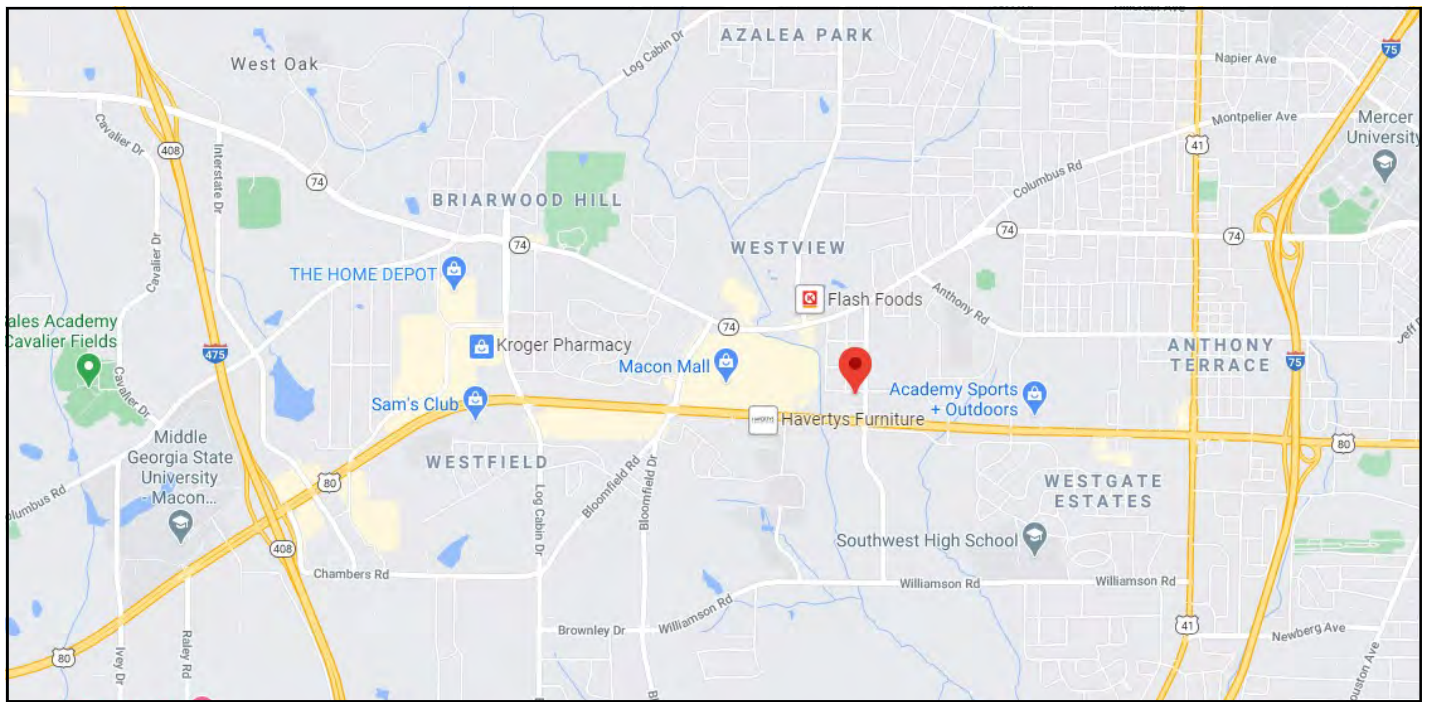 AZALEA PARK
West Oak
Log Cabin Dr
75
Napier Ave
Cavalier Dr
408
Interstate Dr
74
Montpelier Ave
41
Mercer
University
Columbus Rd
BRIARWOOD HILL
74
WESTVIEW
74
74
Cavalier Dr
THE HOME DEPOT
Flash Foods
Anthony Rd
ales Academy
Cavalier Fields
475
Kroger Pharmacy
74
Macon Mall
ANTHONY
TERRACE
75
Jeff
Cavalier Dr
Sam's Club
Academy Sports
+ Outdoors
Havertys Furniture
80
Middle
Georgia State
University
- Macon...
WESTFIELD
80
Columbus Rd
Log Cabin Dr
Bloomfield Rd
Bloomfield Dr
WESTGATE
ESTATES
408
Southwest High School
Chambers Rd
Williamson Rd
Williamson Rd
Brownley Dr
Williamson Rd
41
Newberg Ave
80
Ivey Dr
Raley Rd
ouston Ave